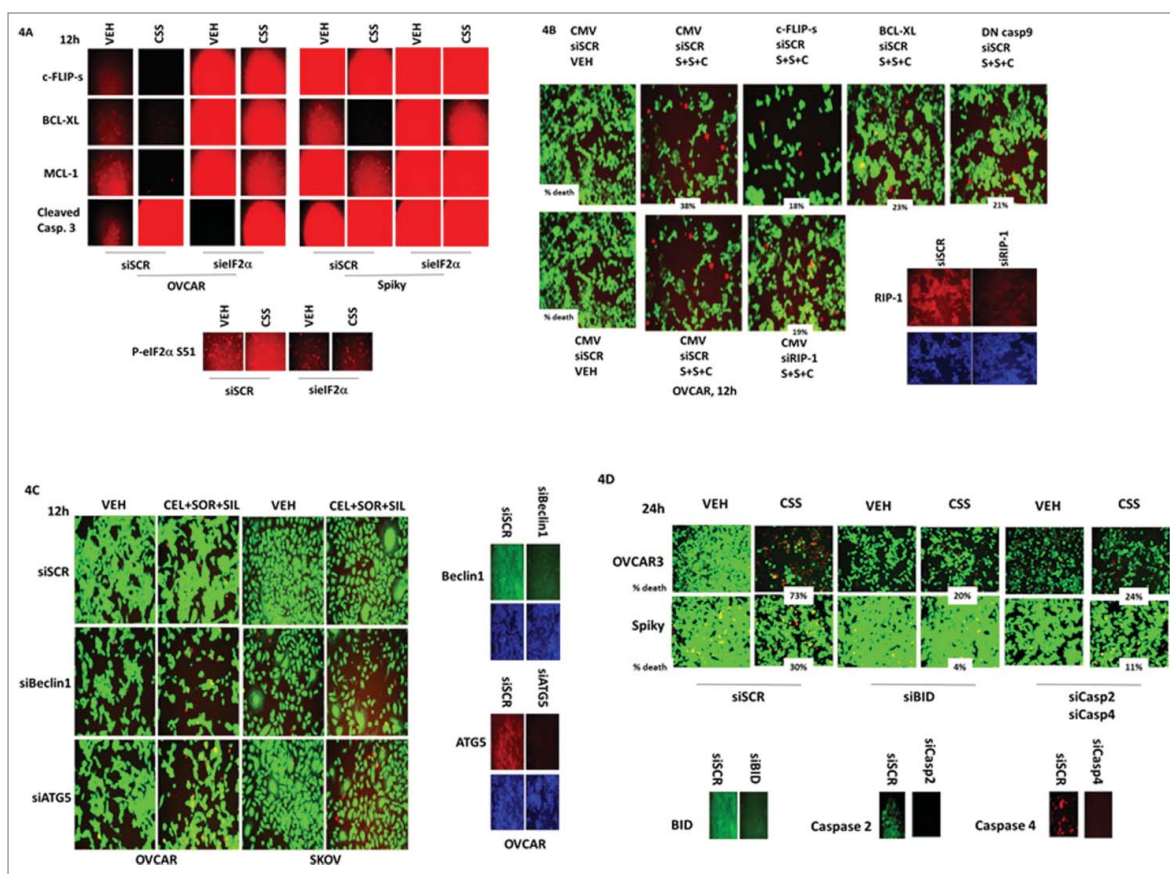 4A
12h
VEH
CSS
VEH
CSS
VEH
CSS
VEH
CSS
c-FLIP-s
BCL-XL
MCL-1
Cleaved
Casp. 3
siSCR
sieIF2α
siSCR
sieIF2α
OVCAR
Spiky
VEH
CSS
VEH
CSS
P-eIF2α S51
siSCR
sieIF2α
4B
CMV
siSCR
VEH
CMV
siSCR
S+S+C
c-FLIP-s
siSCR
S+S+C
BCL-XL
siSCR
S+S+C
DN casp9
siSCR
S+S+C
% death
38%
18%
23%
21%
% death
19%
CMV
siSCR
VEH
CMV
siSCR
S+S+C
CMV
siRIP-1
S+S+C
OVCAR, 12h
siSCR
siRIP-1
RIP-1
4C
12h
VEH
CEL+SOR+SIL
VEH
CEL+SOR+SIL
siSCR
siBeclin1
siATG5
OVCAR
SKOV
siSCR
siBeclin1
Beclin1
siSCR
siATG5
ATG5
OVCAR
4D
24h
VEH
CSS
VEH
CSS
VEH
CSS
OVCAR3
% death
73%
20%
24%
Spiky
% death
30%
4%
11%
siSCR
siBID
siCasp2
siCasp4
siSCR
siBID
BID
siSCR
siCasp2
Caspase 2
siSCR
siCasp4
Caspase 4